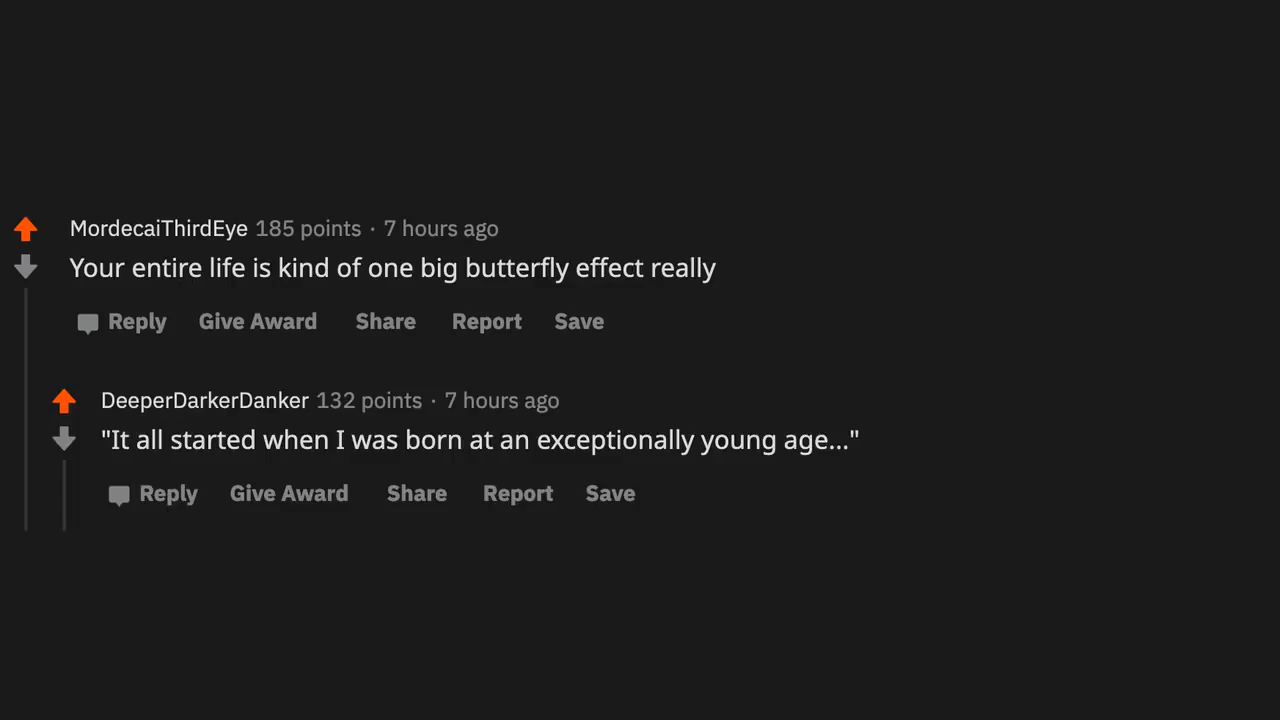 MordecaiThirdEye 185 points · 7 hours ago
Your entire life is kind of one big butterfly effect really
Reply Give Award Share Report Save
DeeperDarkerDanker 132 points · 7 hours ago
"It all started when I was born at an exceptionally young age..."
Reply Give Award Share Report Save